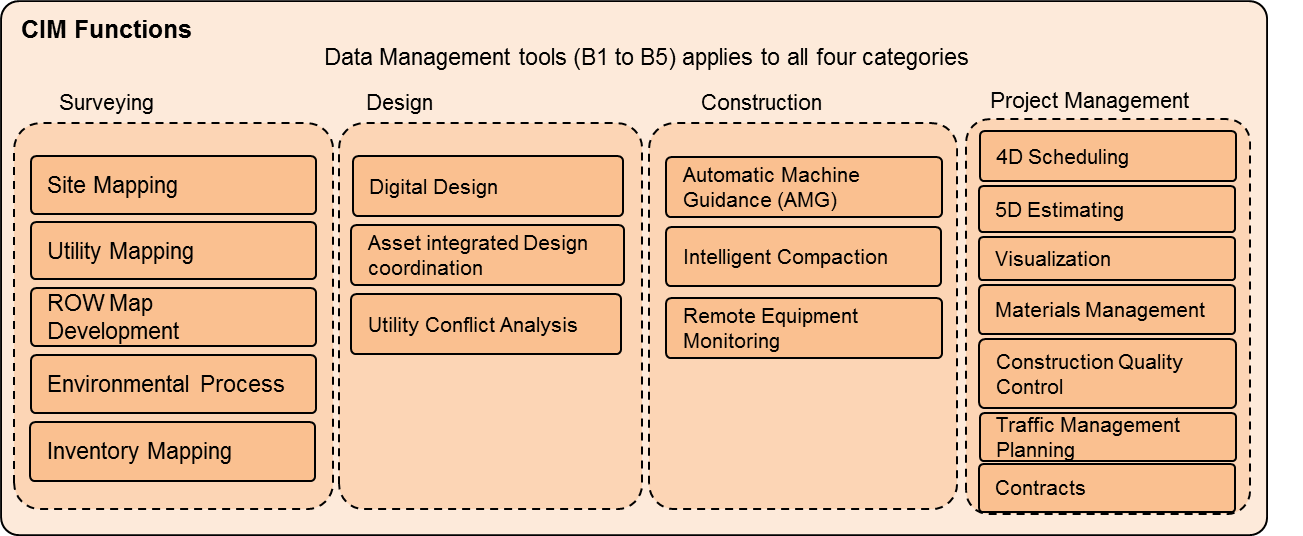 CIM Functions
Data Management tools (B1 to B5) applies to all four categories
Surveying
Site Mapping
Utility Mapping
ROW Map
Development
Environmental Process
Inventory Mapping
Design
Digital Design
Asset integrated Design
coordination
Utility Conflict Analysis
Construction
Automatic Machine
Guidance (AMG)
Intelligent Compaction
Remote Equipment
Monitoring
Project Management
4D Scheduling
5D Estimating
Visualization
Materials Management
Construction Quality
Control
Traffic Management
Planning
Contracts